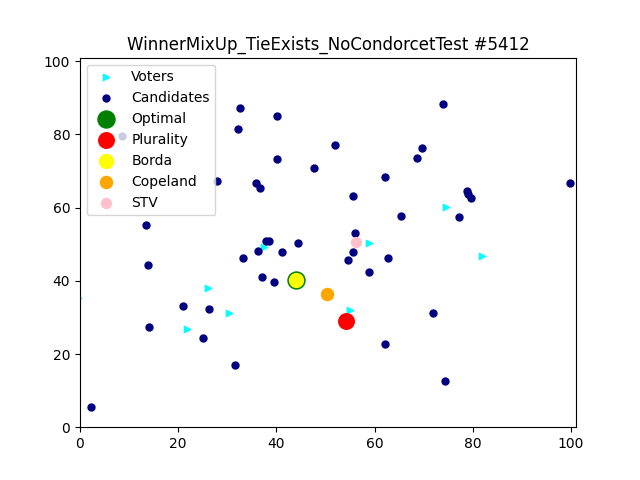 WinnerMixUp_TieExists_NoCondorcetTest #5412
Voters
Candidates
Optimal
Plurality
Borda
Copeland
STV
100
80
60
40
20
0
0 20 40 60 80 100